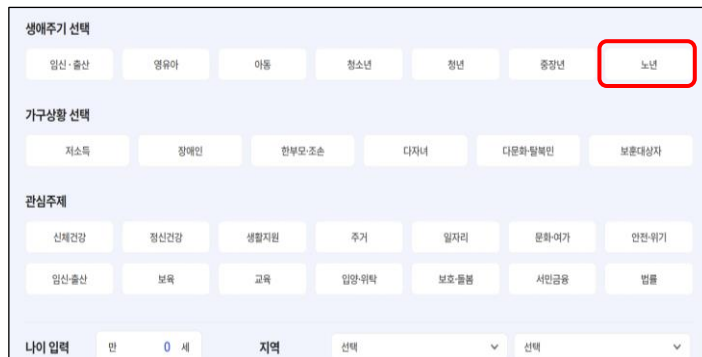 생애주기 선택
임신 · 출산 영유아 아동 청소년 청년 중장년 노년
가구상황 선택
저소득 장애인 한부모·조손 다자녀 다문화·탈북민 보훈대상자
관심주제
신체건강 정신건강 생활지원 주거 일자리 문화·여가 안전·위기
임신·출산 보육 교육 입양·위탁 보호·돌봄 서민금융 법률
나이 입력 만 0 세 지역 선택 선택